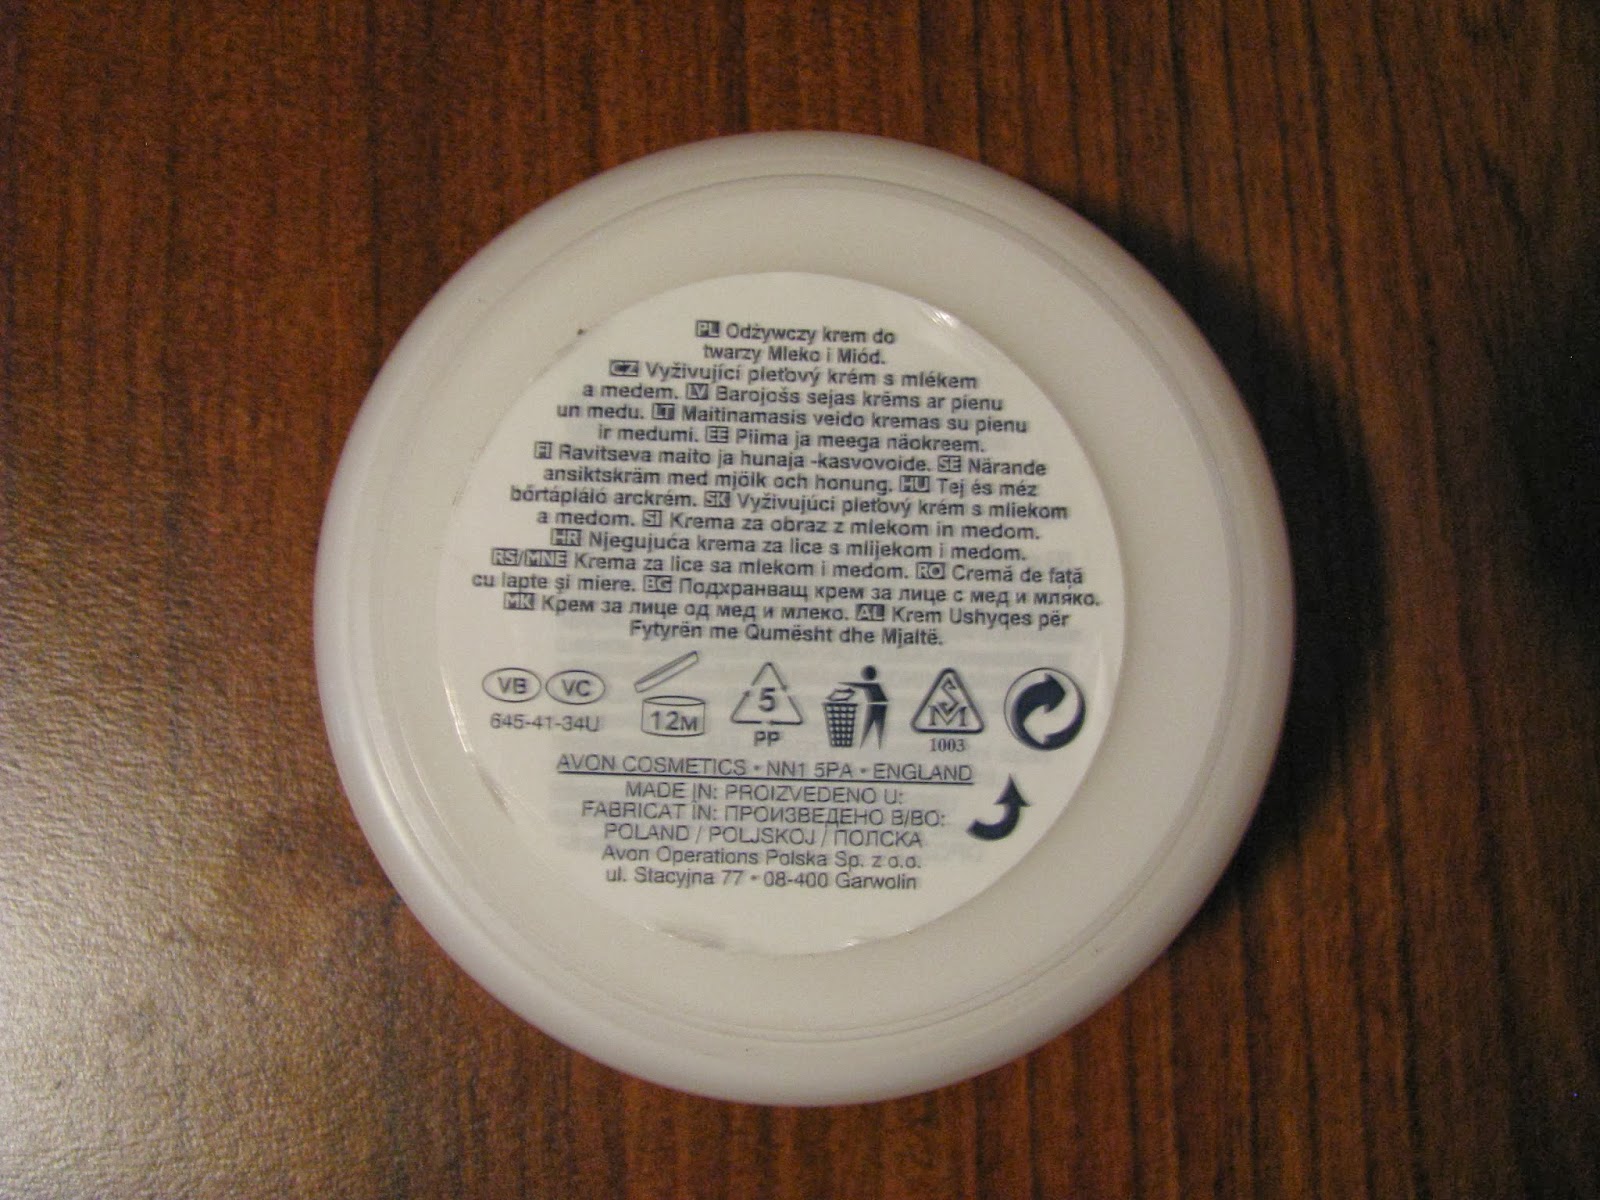 PL Odżywczy krem do
twarzy Mleko i Miód.
CZ Vyživující pleťový krém s mlékem
a medem. LV Barojošs sejas krēms ar pienu
un medu. LT Maitinamasis veido kremas su pienu
ir medumi. EE Piima ja meega näokreem.
FI Ravitseva maito ja hunaja -kasvovoide. SE Närande
ansiktskräm med mjölk och honung. HU Tej és méz
bőrtápláló arckrém. SK Vyživujúci pleťový krém s mliekom
a medom. SI Krema za obraz z mlekom in medom.
HR Njegujuća krema za lice s mlijekom i medom.
RS/MNE Krema za lice sa mlekom i medom. RO Cremă de față
cu lapte și miere. BG Подхранващ крем за лице с мед и мляко.
MK Крем за лице од мед и млеко. AL Krem Ushyqes për
Fytyrën me Qumësht dhe Mjaltë.
VB VC 12M 5 SM
645-41-34U PP 1003
AVON COSMETICS • NN1 5PA • ENGLAND
MADE IN: PROIZVEDENO U:
FABRICAT ÎN: ПРОИЗВЕДЕНО В/ВО:
POLAND / POLJSKOJ / ПОЛСКА
Avon Operations Polska Sp. z o.o.
ul. Stacyjna 77 • 08-400 Garwolin